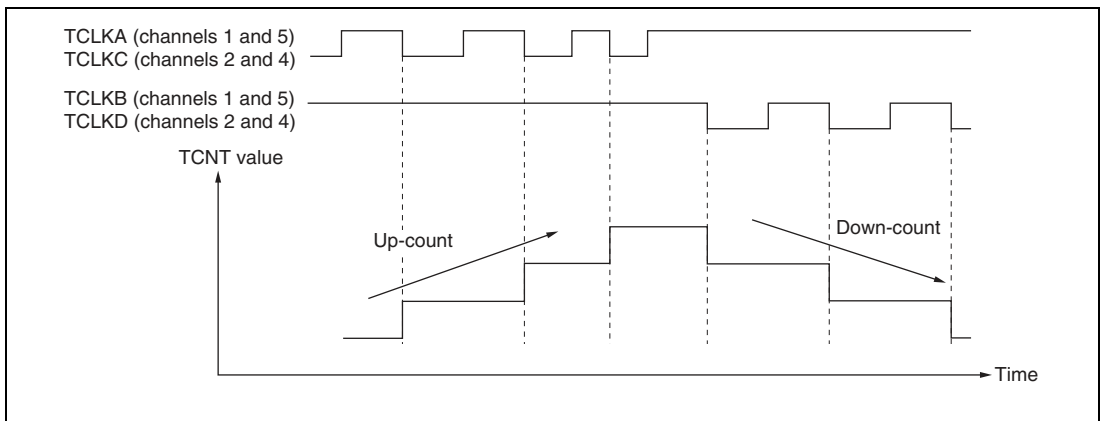 TCLKA (channels 1 and 5)
TCLKC (channels 2 and 4)
TCLKB (channels 1 and 5)
TCLKD (channels 2 and 4)
TCNT value
Up-count
Down-count
Time